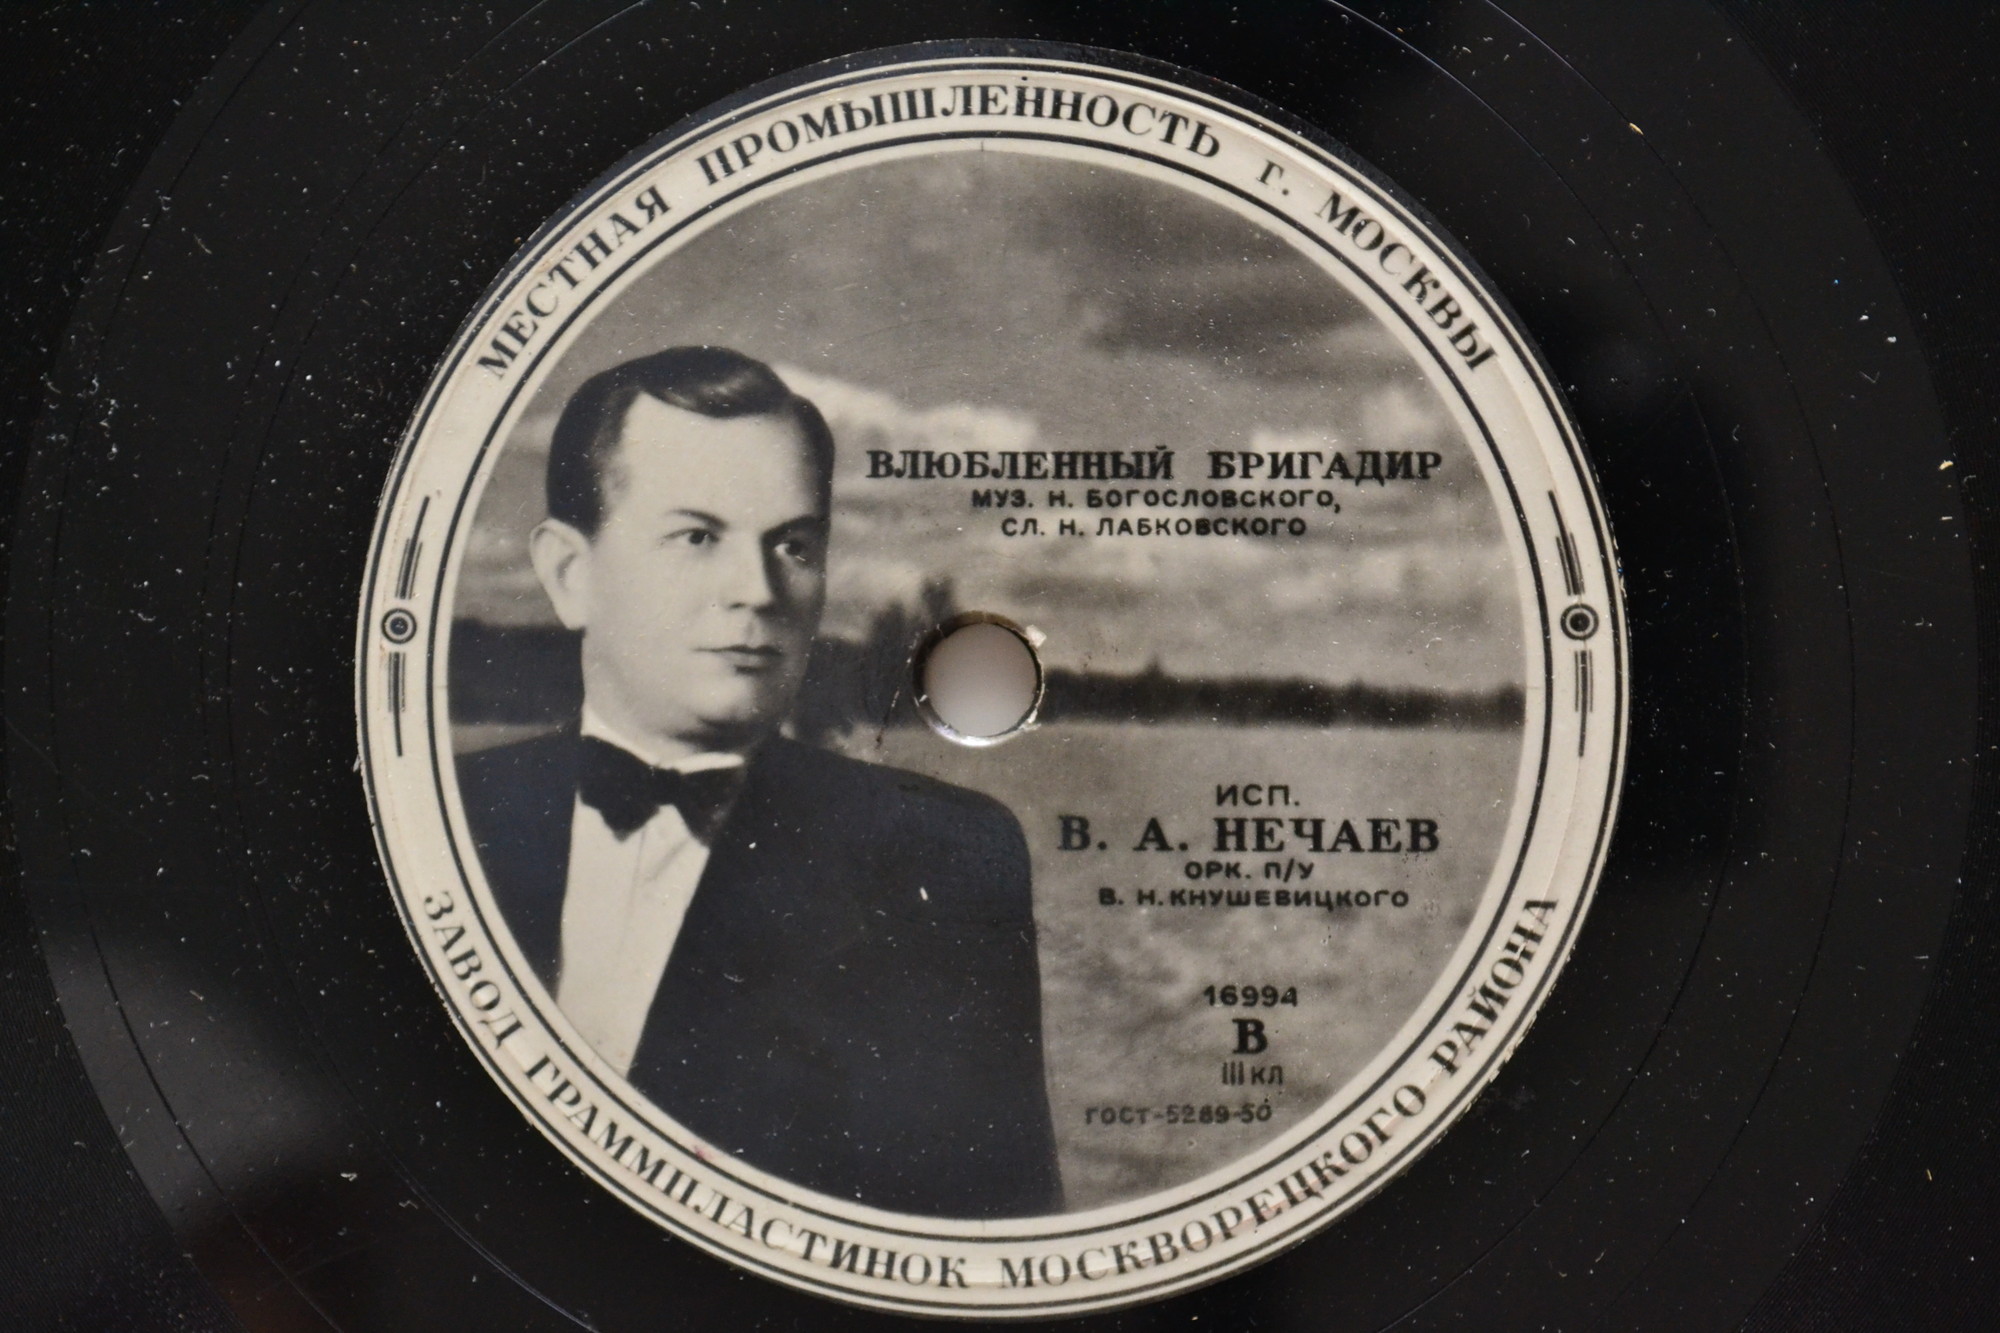 МЕСТНАЯ ПРОМЫШЛЕННОСТЬ г. МОСКВЫ
ВЛЮБЛЕННЫЙ БРИГАДИР
МУЗ. Н. БОГОСЛОВСКОГО,
СЛ. Н. ЛАБКОВСКОГО
ИСП.
В. А. НЕЧАЕВ
ОРК. П/У
В. Н. КНУШЕВИЦКОГО
16994
В
III КЛ
ГОСТ-5289-50
ЗАВОД ГРАММПЛАСТИНОК МОСКВОРЕЦКОГО РАЙОНА